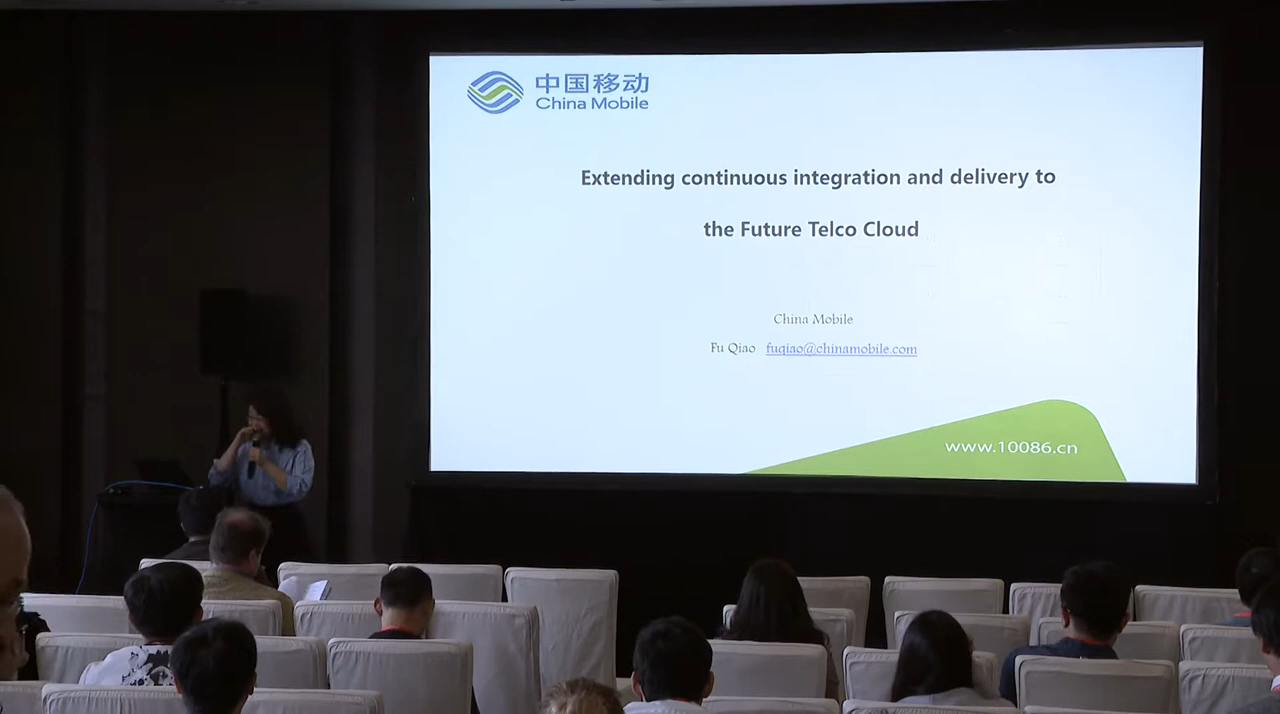 中国移动
China Mobile
Extending continuous integration and delivery to
the Future Telco Cloud
China Mobile
Fu Qiao fuqiao@chinamobile.com
www.10086.cn